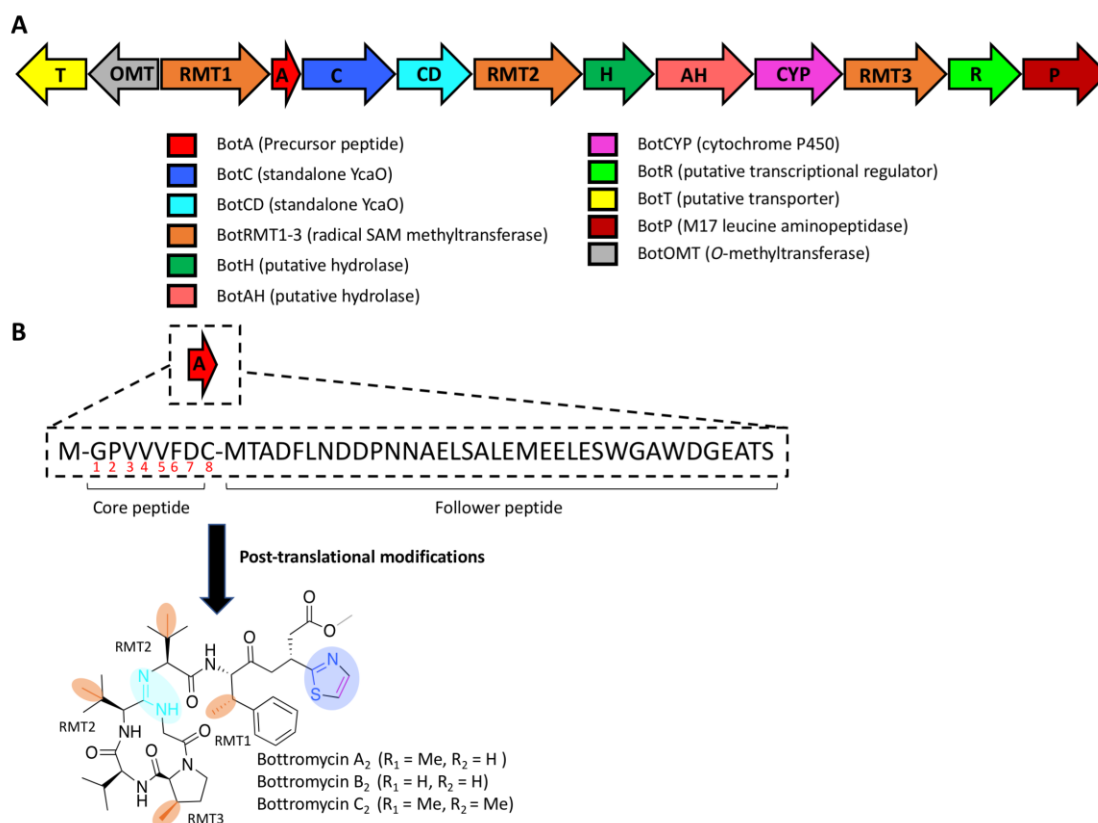 A
T OMT RMT1 A C CD RMT2 H AH CYP RMT3 R P
BotA (Precursor peptide)
BotC (standalone YcaO)
BotCD (standalone YcaO)
BotRMT1-3 (radical SAM methyltransferase)
BotH (putative hydrolase)
BotAH (putative hydrolase)
BotCYP (cytochrome P450)
BotR (putative transcriptional regulator)
BotT (putative transporter)
BotP (M17 leucine aminopeptidase)
BotOMT (O-methyltransferase)
B
A
M-GPVVVFDC-MTADFLNDDPNNAELSALEMEELESWGAWDGEATS
1 2 3 4 5 6 7 8
Core peptide Follower peptide
Post-translational modifications
O
O
RMT2
H
N
O
N
N
S
O
RMT2
NH
RMT1
N
H
O
O
N
O
N
H
RMT3
Bottromycin A₂ (R₁ = Me, R₂ = H )
Bottromycin B₂ (R₁ = H, R₂ = H)
Bottromycin C₂ (R₁ = Me, R₂ = Me)